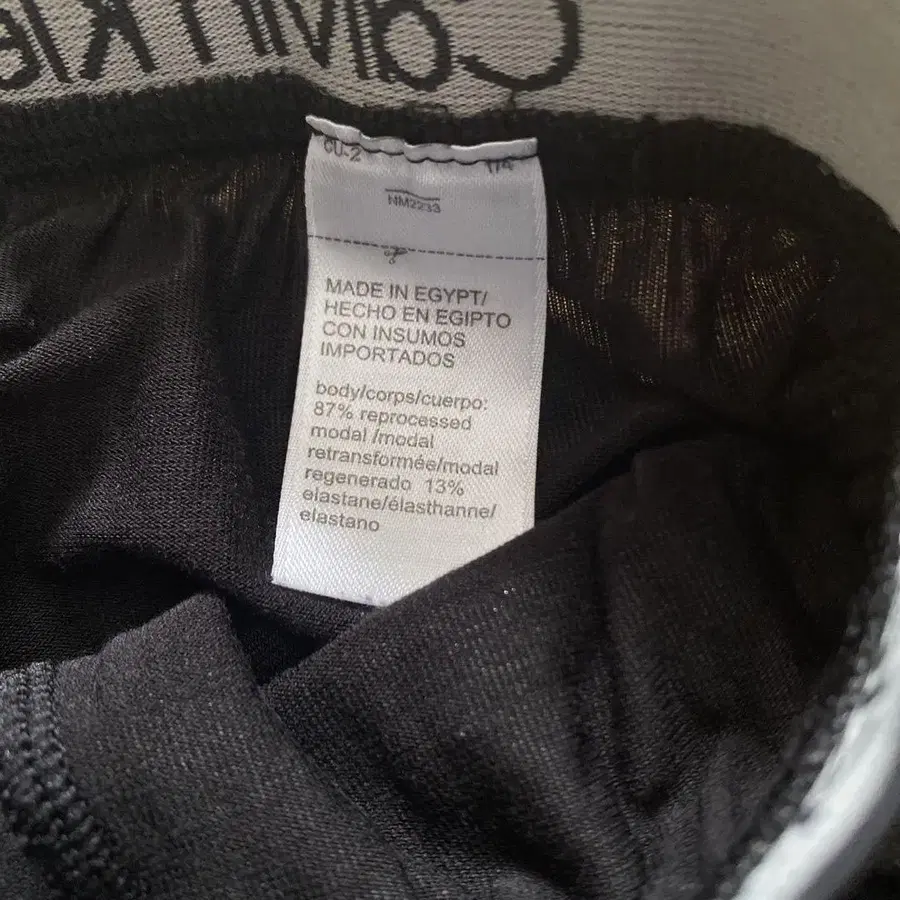 Calvin Kle
CU-2 1/4
NM2233
MADE IN EGYPT/
HECHO EN EGIPTO
CON INSUMOS
IMPORTADOS
body/corps/cuerpo:
87% reprocessed
modal /modal
retransformée/modal
regenerado 13%
elastane/élasthanne/
elastano